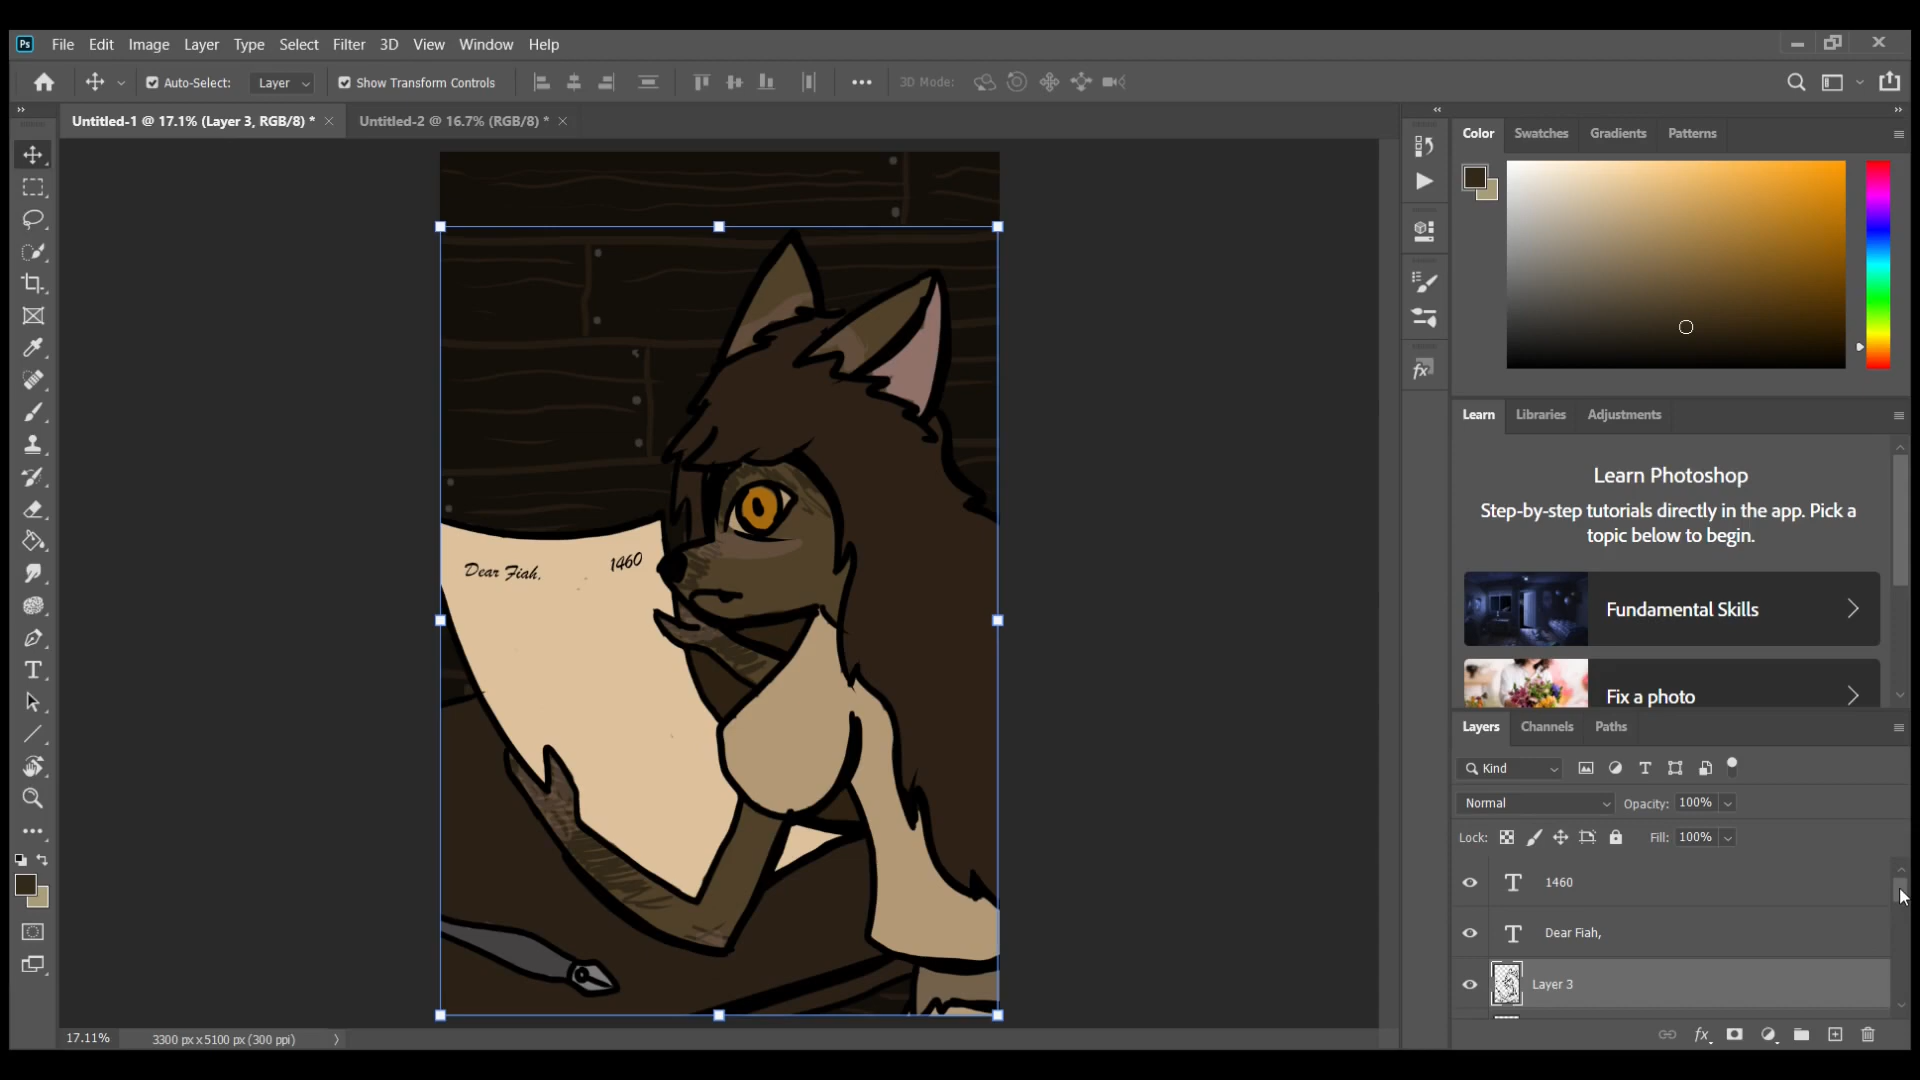 Ps File Edit Image Layer Type Select Filter 3D View Window Help
Auto-Select: Layer Show Transform Controls 3D Mode:
Untitled-1 @ 17.1% (Layer 3, RGB/8) * Untitled-2 @ 16.7% (RGB/8) *
Color Swatches Gradients Patterns
Learn Libraries Adjustments
Learn Photoshop
Step-by-step tutorials directly in the app. Pick a
topic below to begin.
Fundamental Skills
Fix a photo
Dear Fiah, 1460
Layers Channels Paths
Kind
Normal Opacity: 100%
Lock: Fill: 100%
1460
Dear Fiah,
Layer 3
fx
fx
17.11% 3300 px x 5100 px (300 ppi)